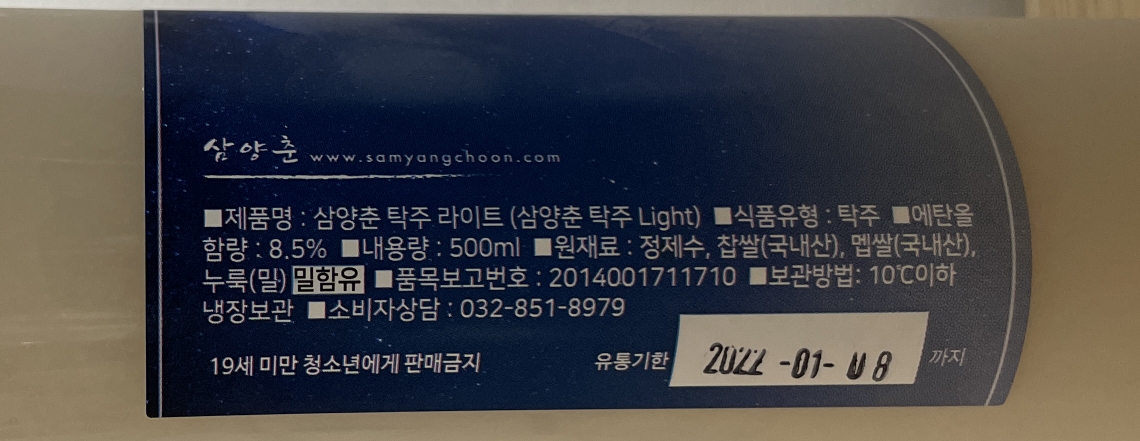 삼양춘 www.samyangchoon.com
■제품명 : 삼양춘 탁주 라이트 (삼양춘 탁주 Light) ■식품유형 : 탁주 ■에탄올
함량 : 8.5% ■내용량 : 500ml ■원재료 : 정제수, 찹쌀(국내산), 멥쌀(국내산),
누룩(밀) 밀함유 ■품목보고번호 : 2014001711710 ■보관방법: 10℃이하
냉장보관 ■소비자상담 : 032-851-8979
19세 미만 청소년에게 판매금지 유통기한 2022 -01- 08 까지